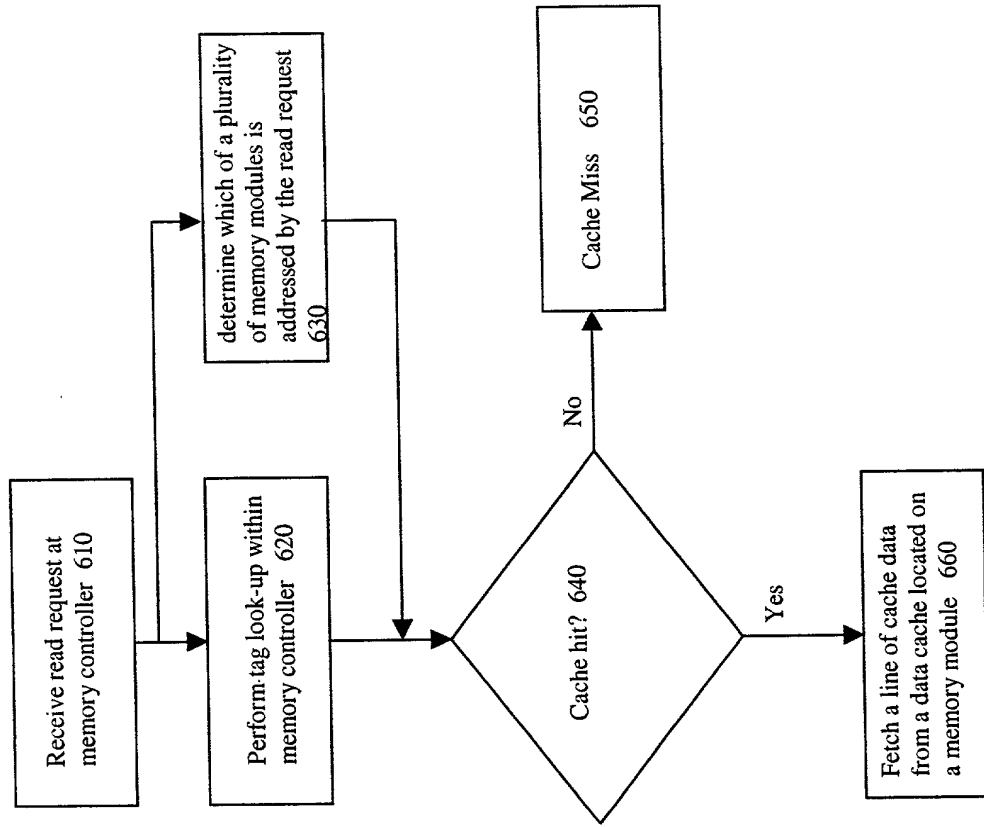 Receive read request at
memory controller 610
Perform-tag look-up within
memory controller 620
determine which of a plurality
of memory modules is
addressed by the read request
630
Cache hit? 640
No
Cache Miss 650
Yes
Fetch a line of cache data
from a data cache located on
a memory module 660